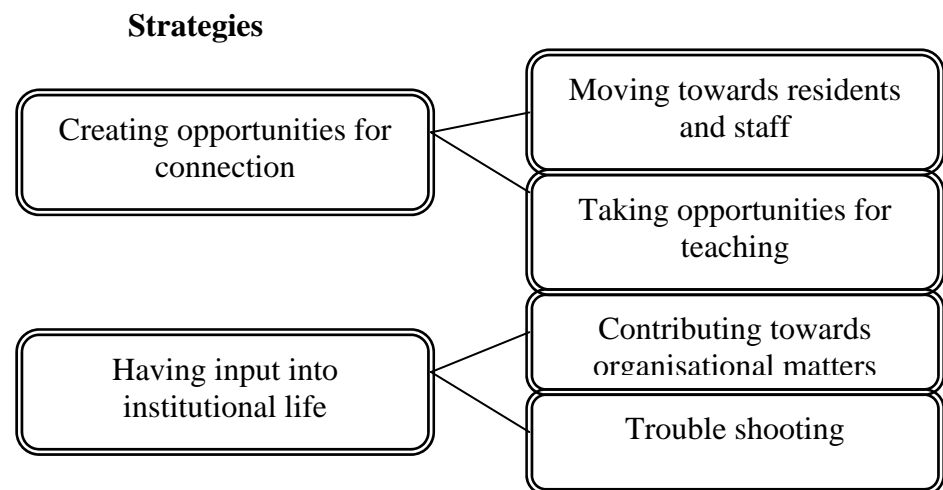 Strategies
Creating opportunities for
connection
Moving towards residents
and staff
Taking opportunities for
teaching
Having input into
institutional life
Contributing towards
organisational matters
Trouble shooting